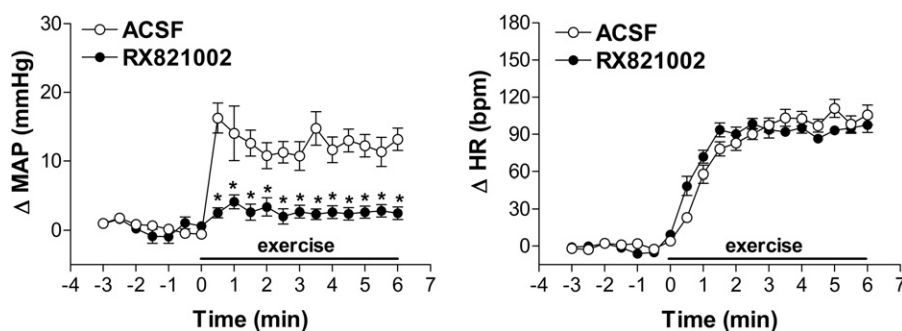 ACSF
RX821002
Δ MAP (mmHg)
30
20
10
0
* * * * * * * * * * * *
exercise
-4 -3 -2 -1 0 1 2 3 4 5 6 7
Time (min)
ACSF
RX821002
Δ HR (bpm)
180
150
120
90
60
30
0
exercise
-4 -3 -2 -1 0 1 2 3 4 5 6 7
Time (min)